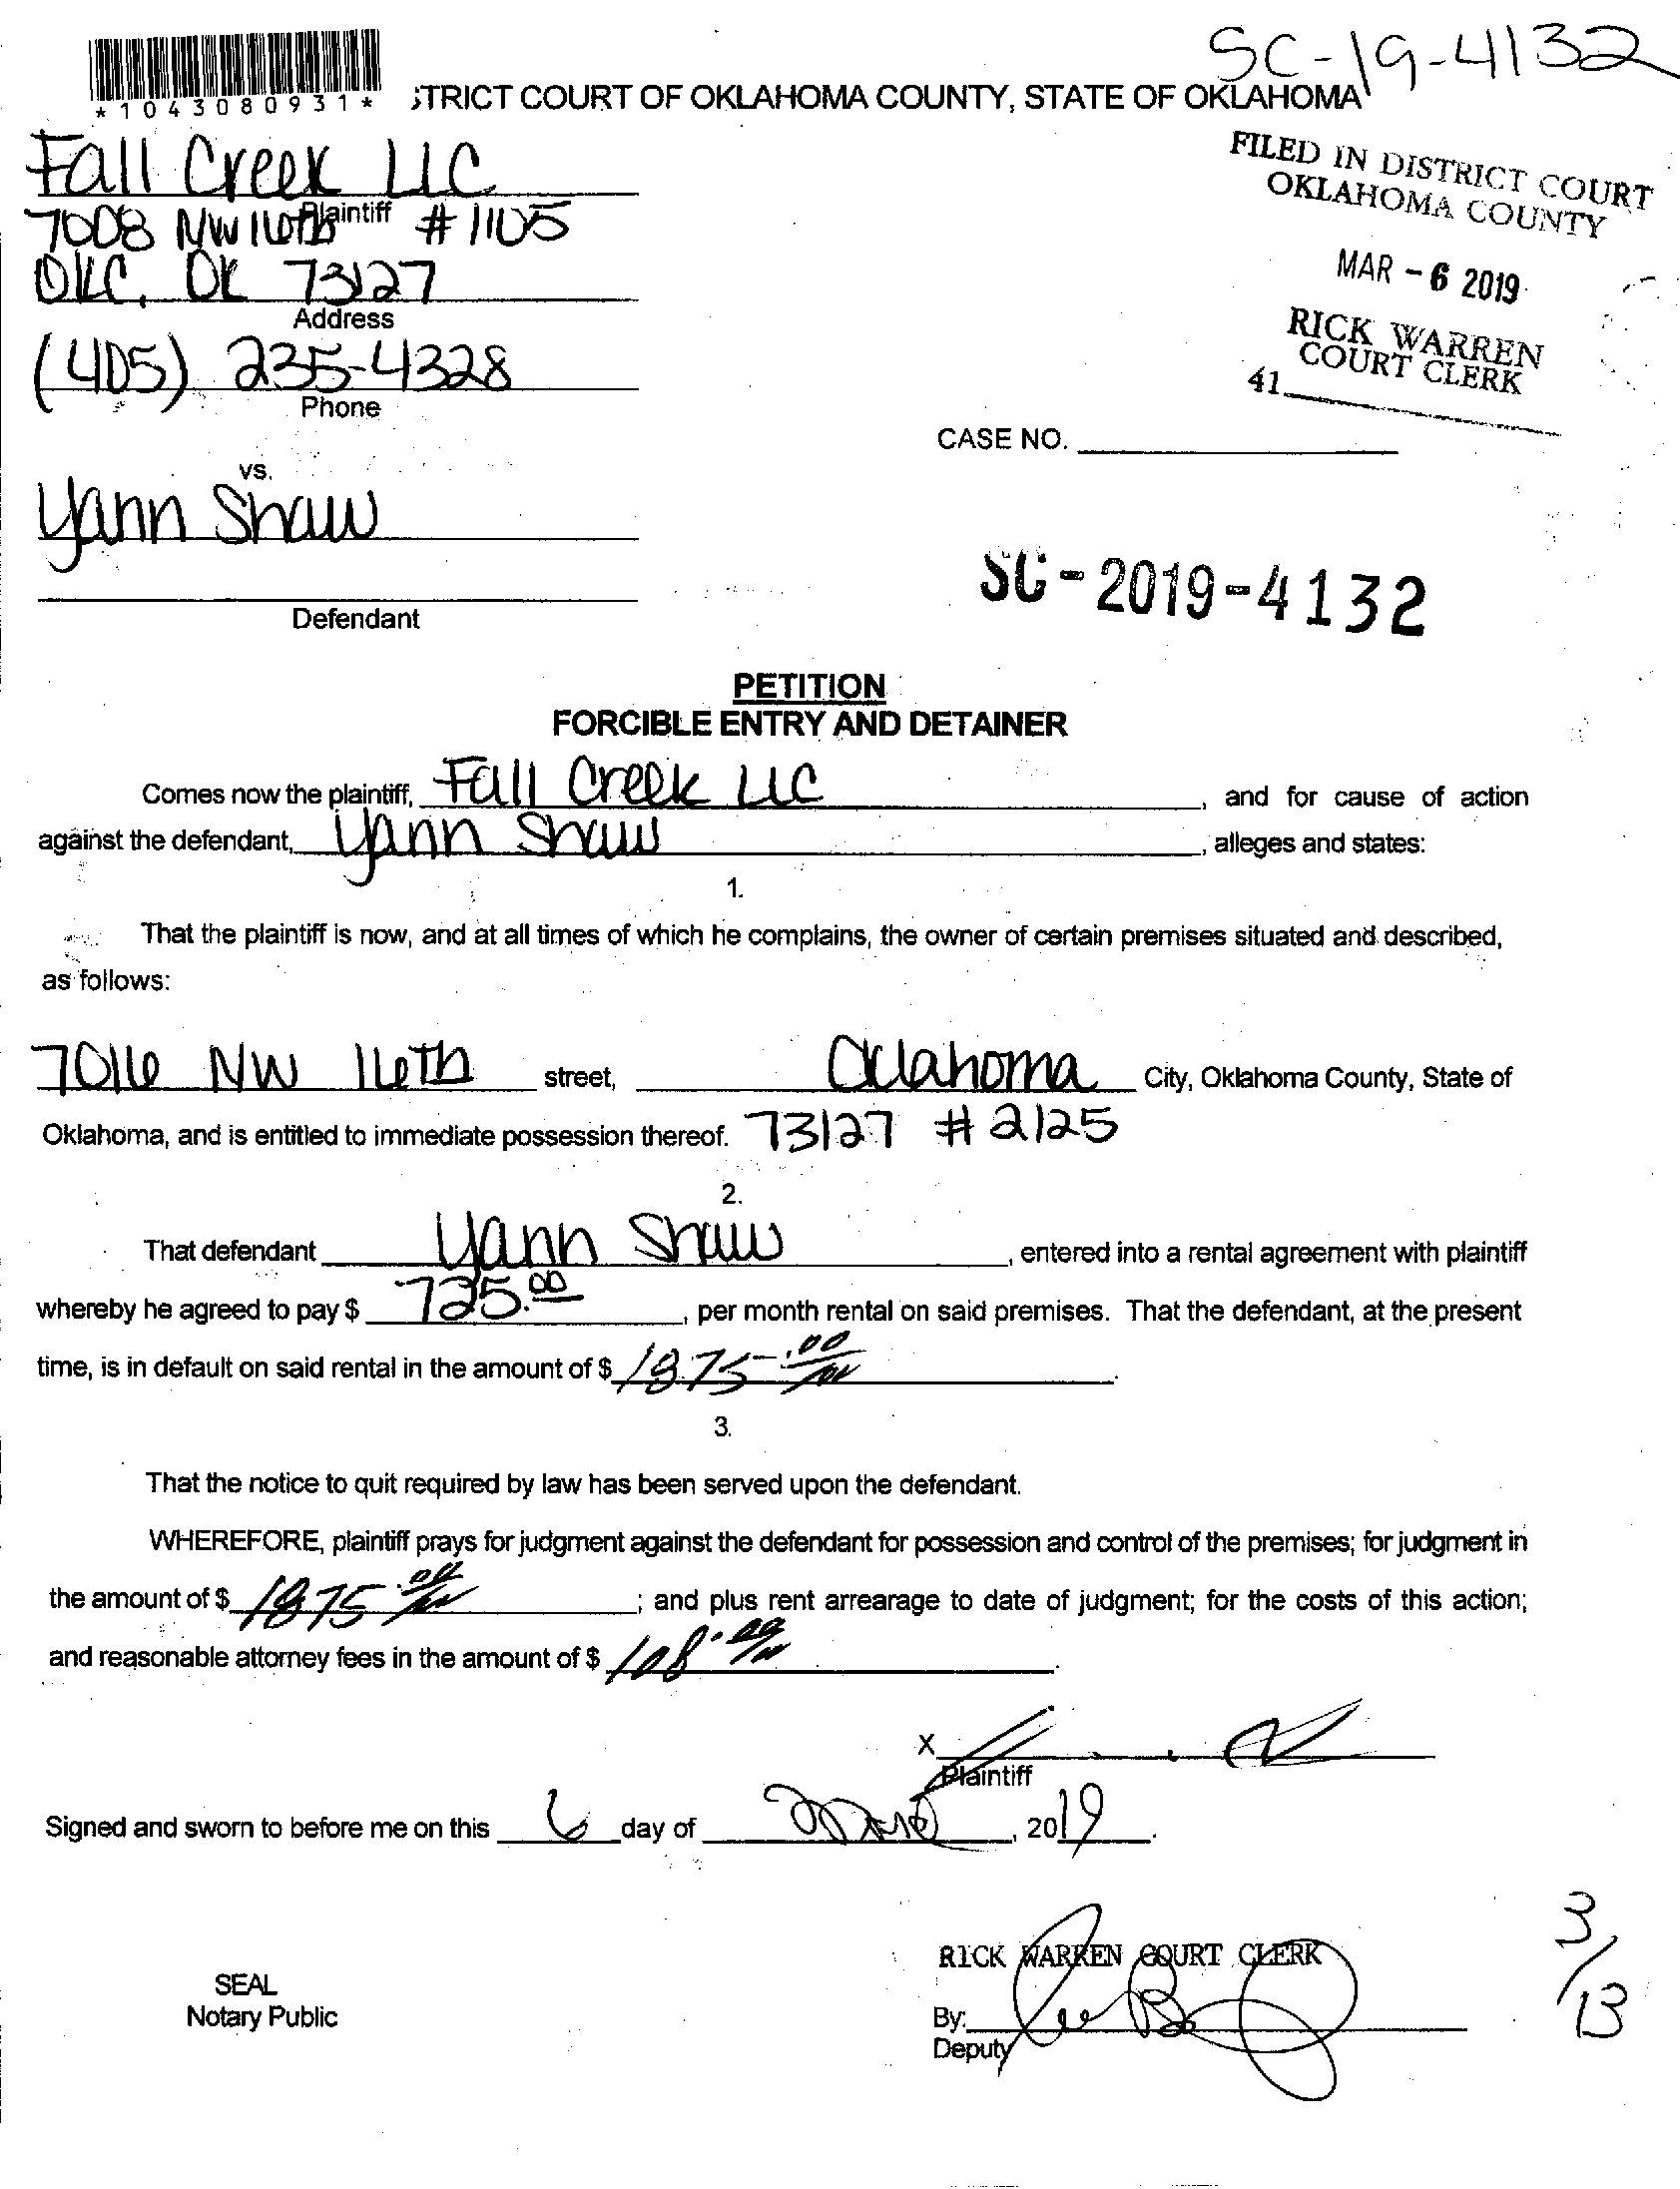 SC-19-4132
*1043080931*
STRICT COURT OF OKLAHOMA COUNTY, STATE OF OKLAHOMA
Fall Creek LLC
Plaintiff
7008 NW 16th #1105
OKC, OK 73127
Address
(405) 235-4328
Phone
FILED IN DISTRICT COURT
OKLAHOMA COUNTY
MAR - 6 2019
RICK WARREN
COURT CLERK
41
CASE NO.
vs.
Yann Shaw
Defendant
SC-2019-4132
PETITION
FORCIBLE ENTRY AND DETAINER
Comes now the plaintiff, Fall Creek LLC, and for cause of action
against the defendant, Yann Shaw, alleges and states:
1.
That the plaintiff is now, and at all times of which he complains, the owner of certain premises situated and described,
as follows:
7016 NW 16th street, Oklahoma City, Oklahoma County, State of
Oklahoma, and is entitled to immediate possession thereof. 73127 #2125
2.
That defendant Yann Shaw, entered into a rental agreement with plaintiff
whereby he agreed to pay $ 725.00, per month rental on said premises. That the defendant, at the present
time, is in default on said rental in the amount of $ 1875.00.
3.
That the notice to quit required by law has been served upon the defendant.
WHEREFORE, plaintiff prays for judgment against the defendant for possession and control of the premises; for judgment in
the amount of $ 1875.00; and plus rent arrearage to date of judgment; for the costs of this action;
and reasonable attorney fees in the amount of $ 108.00.
X
Plaintiff
Signed and sworn to before me on this 6 day of March, 2019.
RICK WARREN COURT CLERK
SEAL
Notary Public
By:
Deputy
3/13